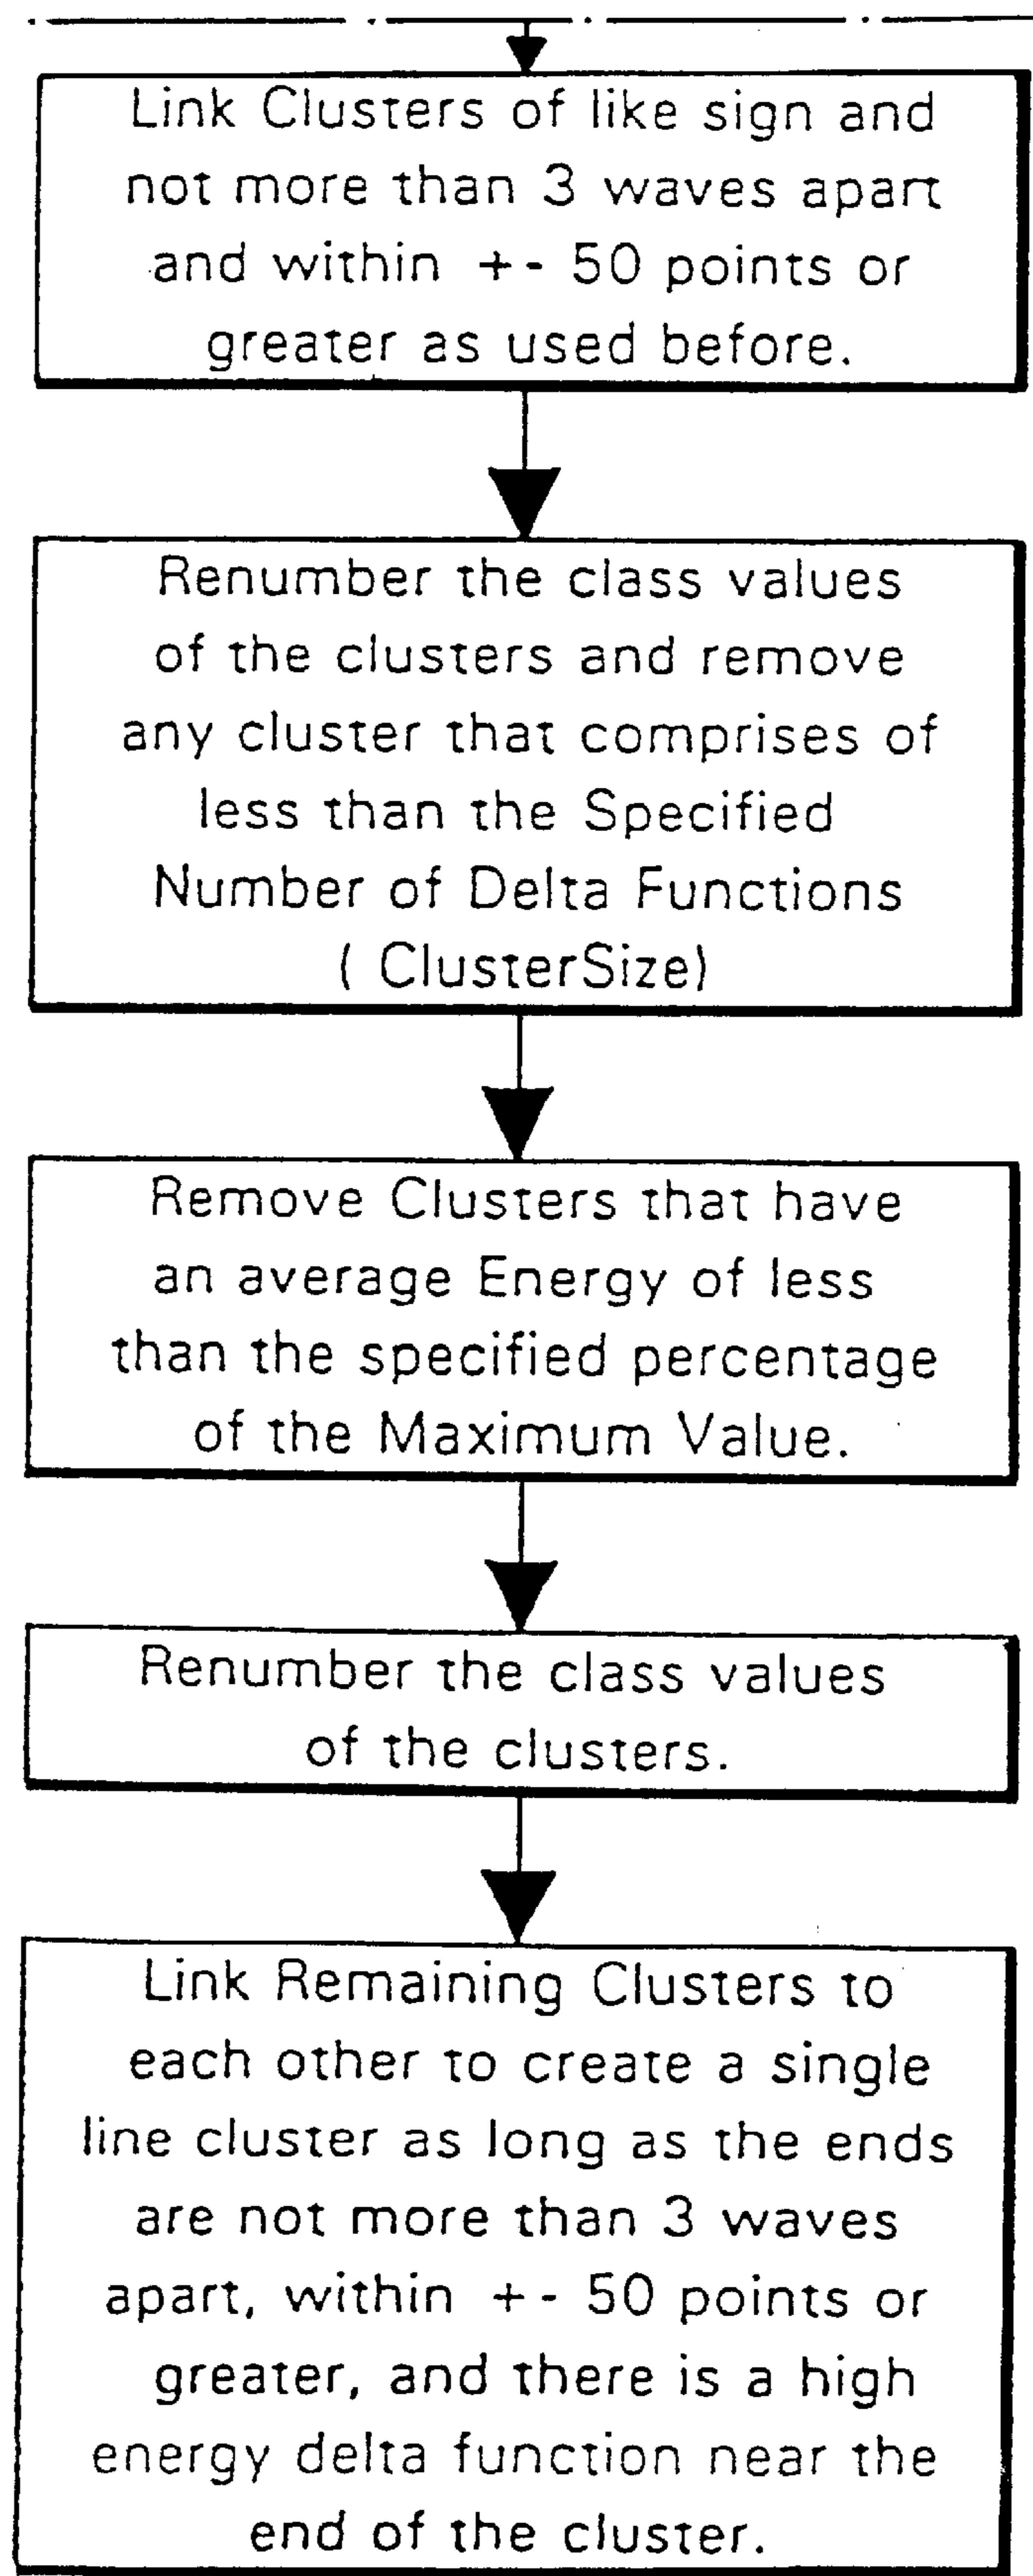 Link Clusters of like sign and
not more than 3 waves apart
and within +- 50 points or
greater as used before.
Renumber the class values
of the clusters and remove
any cluster that comprises of
less than the Specified
Number of Delta Functions
( ClusterSize)
Remove Clusters that have
an average Energy of less
than the specified percentage
of the Maximum Value.
Renumber the class values
of the clusters.
Link Remaining Clusters to
each other to create a single
line cluster as long as the ends
are not more than 3 waves
apart, within +- 50 points or
greater, and there is a high
energy delta function near the
end of the cluster.